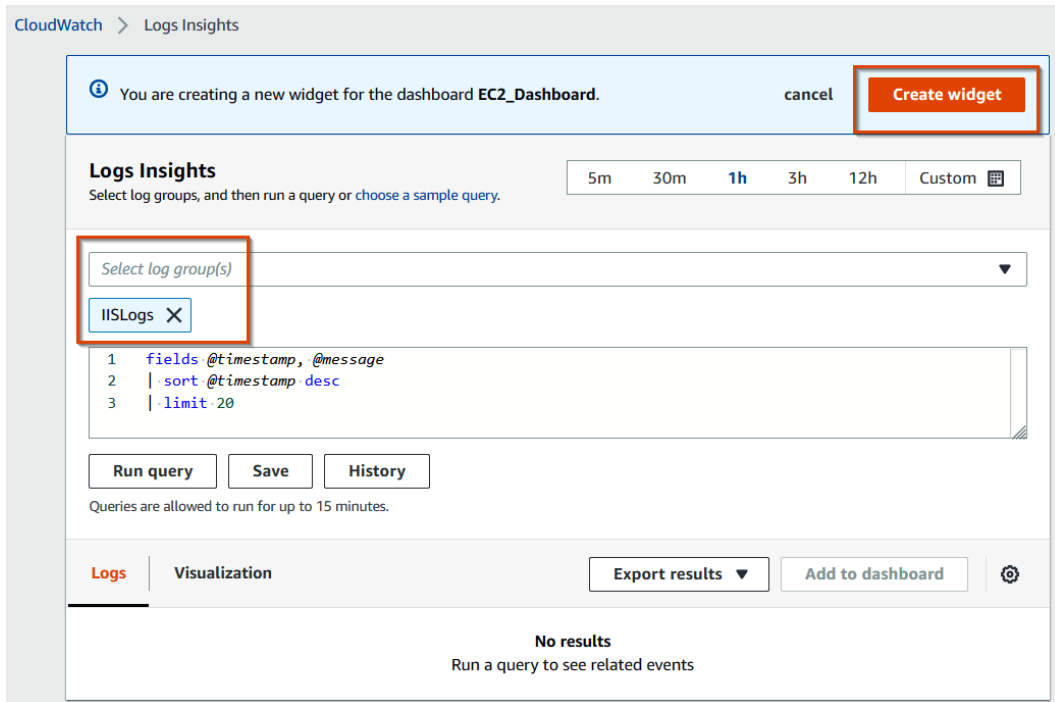 CloudWatch > Logs Insights
You are creating a new widget for the dashboard EC2_Dashboard. cancel Create widget
Logs Insights
Select log groups, and then run a query or choose a sample query.
5m 30m 1h 3h 12h Custom
Select log group(s)
IISLogs
1 fields @timestamp, @message
2 | sort @timestamp desc
3 | limit 20
Run query Save History
Queries are allowed to run for up to 15 minutes.
Logs Visualization Export results Add to dashboard
No results
Run a query to see related events